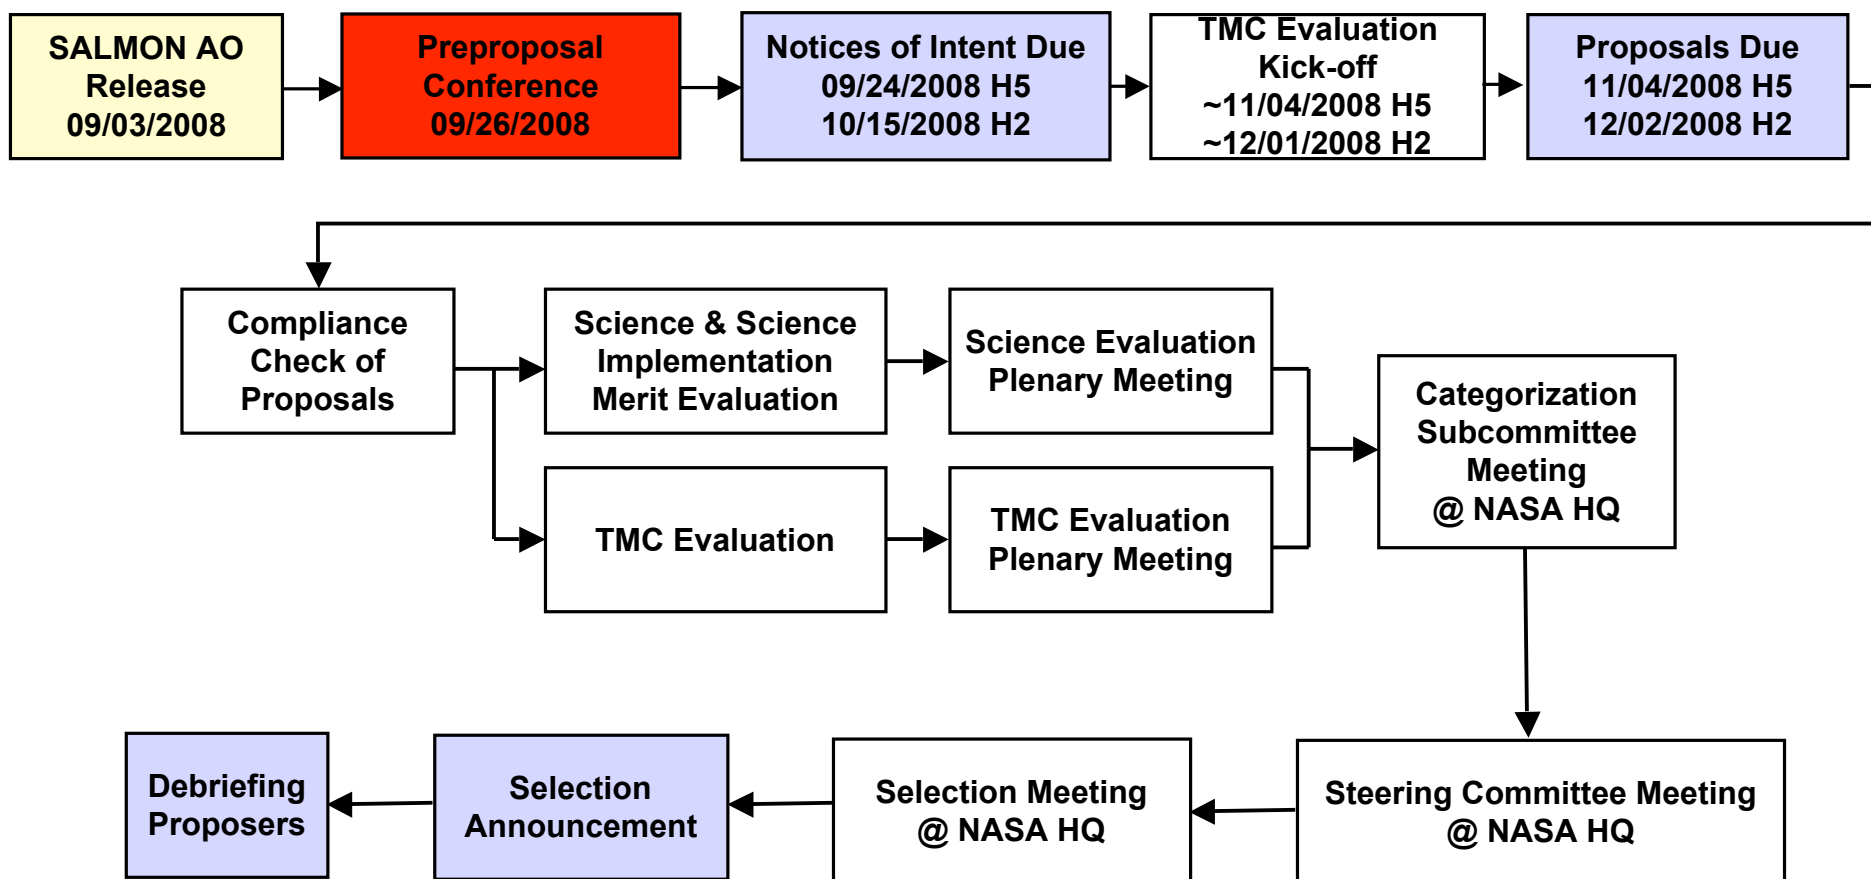 SALMON AO
Release
09/03/2008
Preproposal
Conference
09/26/2008
Notices of Intent Due
09/24/2008 H5
10/15/2008 H2
TMC Evaluation
Kick-off
~11/04/2008 H5
~12/01/2008 H2
Proposals Due
11/04/2008 H5
12/02/2008 H2
Compliance
Check of
Proposals
Science & Science
Implementation
Merit Evaluation
Science Evaluation
Plenary Meeting
TMC Evaluation
TMC Evaluation
Plenary Meeting
Categorization
Subcommittee
Meeting
@ NASA HQ
Debriefing
Proposers
Selection
Announcement
Selection Meeting
@ NASA HQ
Steering Committee Meeting
@ NASA HQ